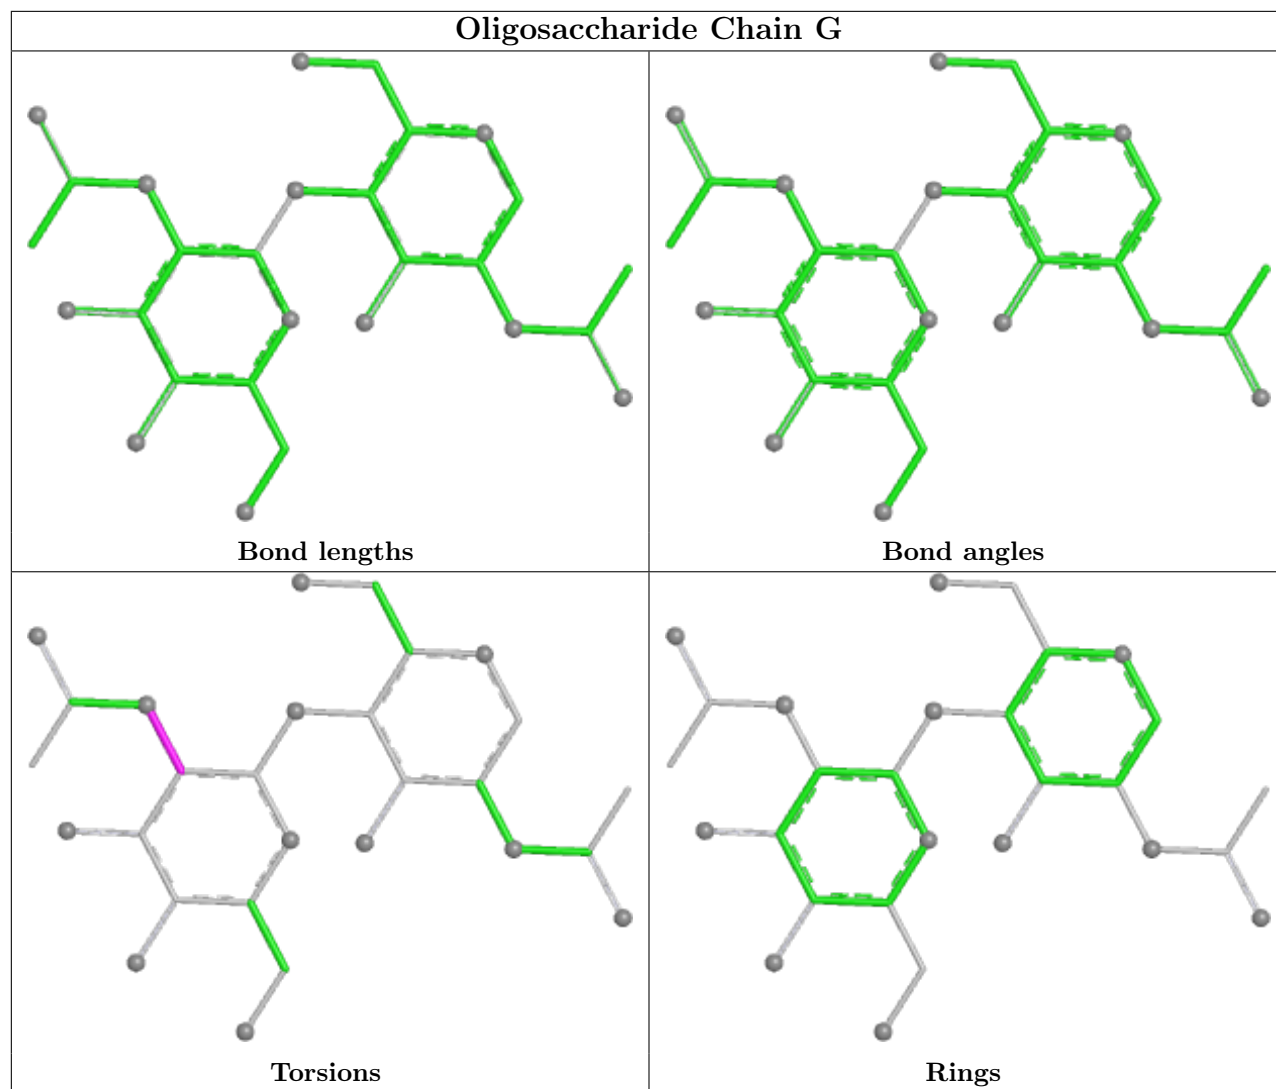 Oligosaccharide Chain G
Bond lengths
Bond angles
Torsions
Rings